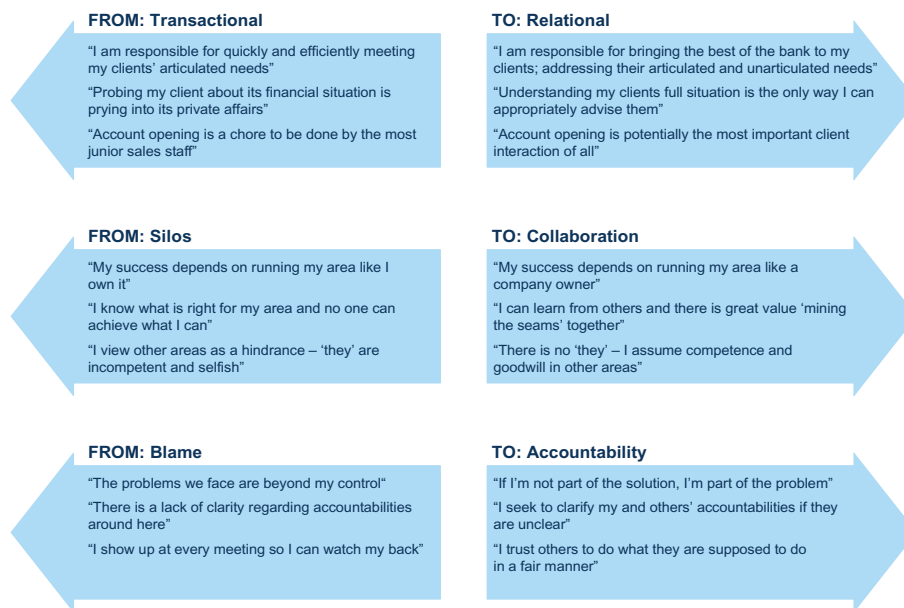 FROM: Transactional
“I am responsible for quickly and efficiently meeting
my clients’ articulated needs”
“Probing my client about its financial situation is
prying into its private affairs”
“Account opening is a chore to be done by the most
junior sales staff”
TO: Relational
“I am responsible for bringing the best of the bank to my
clients; addressing their articulated and unarticulated needs”
“Understanding my clients full situation is the only way I can
appropriately advise them”
“Account opening is potentially the most important client
interaction of all”
FROM: Silos
“My success depends on running my area like I
own it”
“I know what is right for my area and no one can
achieve what I can”
“I view other areas as a hindrance – ‘they’ are
incompetent and selfish”
TO: Collaboration
“My success depends on running my area like a
company owner”
“I can learn from others and there is great value ‘mining
the seams’ together”
“There is no ‘they’ – I assume competence and
goodwill in other areas”
FROM: Blame
“The problems we face are beyond my control“
“There is a lack of clarity regarding accountabilities
around here”
“I show up at every meeting so I can watch my back”
TO: Accountability
“If I’m not part of the solution, I’m part of the problem”
“I seek to clarify my and others’ accountabilities if they
are unclear”
“I trust others to do what they are supposed to do
in a fair manner”